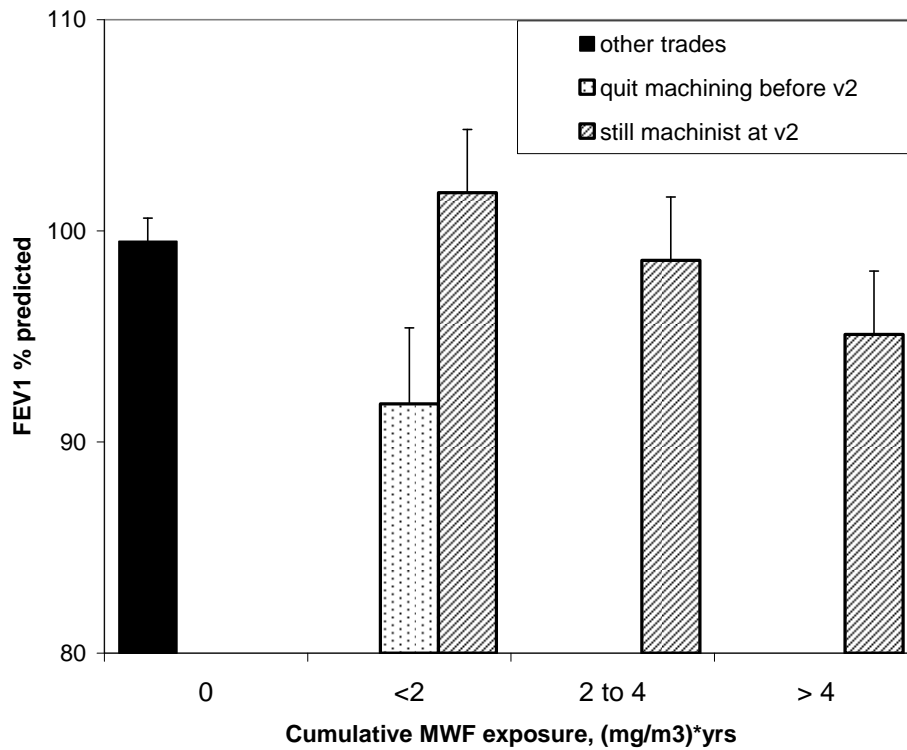 110
other trades
quit machining before v2
still machinist at v2
100
90
80
FEV1 % predicted
0 <2 2 to 4 > 4
Cumulative MWF exposure, (mg/m3)*yrs